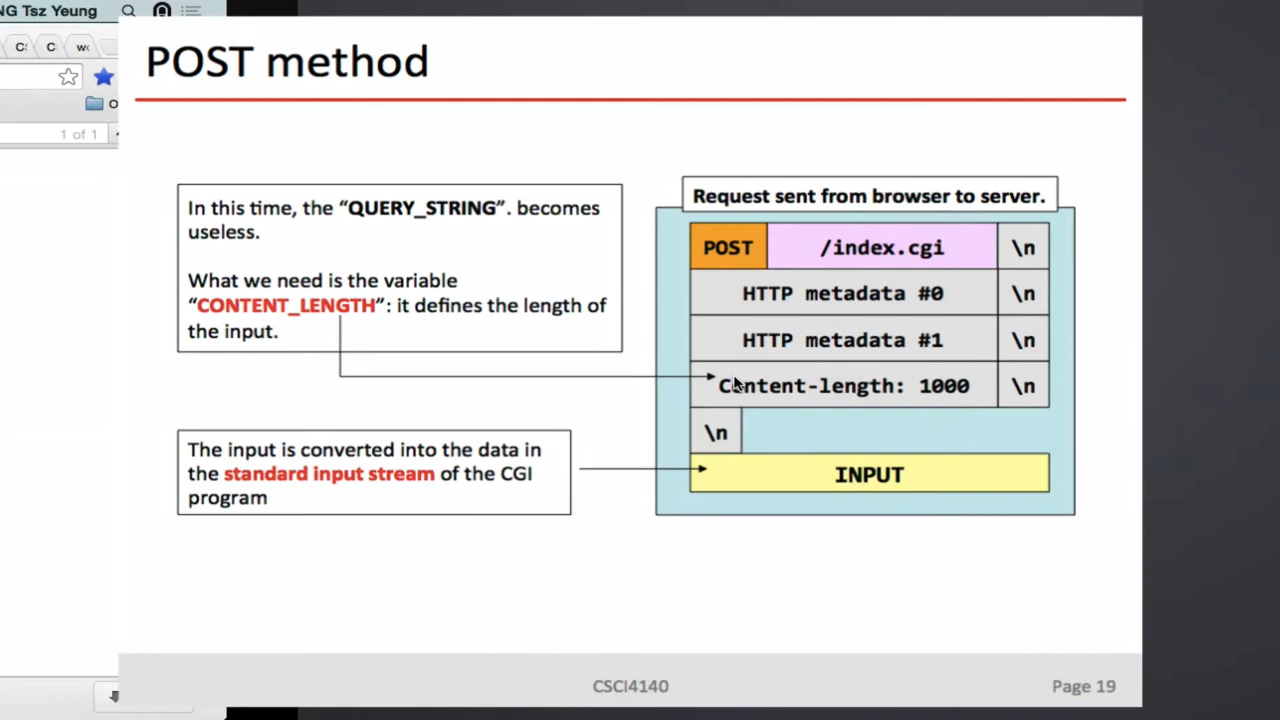 NG Tsz Yeung
1 of 1
POST method
In this time, the “QUERY_STRING”. becomes
useless.
What we need is the variable
“CONTENT_LENGTH”: it defines the length of
the input.
The input is converted into the data in
the standard input stream of the CGI
program
Request sent from browser to server.
POST /index.cgi \n
HTTP metadata #0 \n
HTTP metadata #1 \n
Content-length: 1000 \n
\n
INPUT
CSCI4140
Page 19